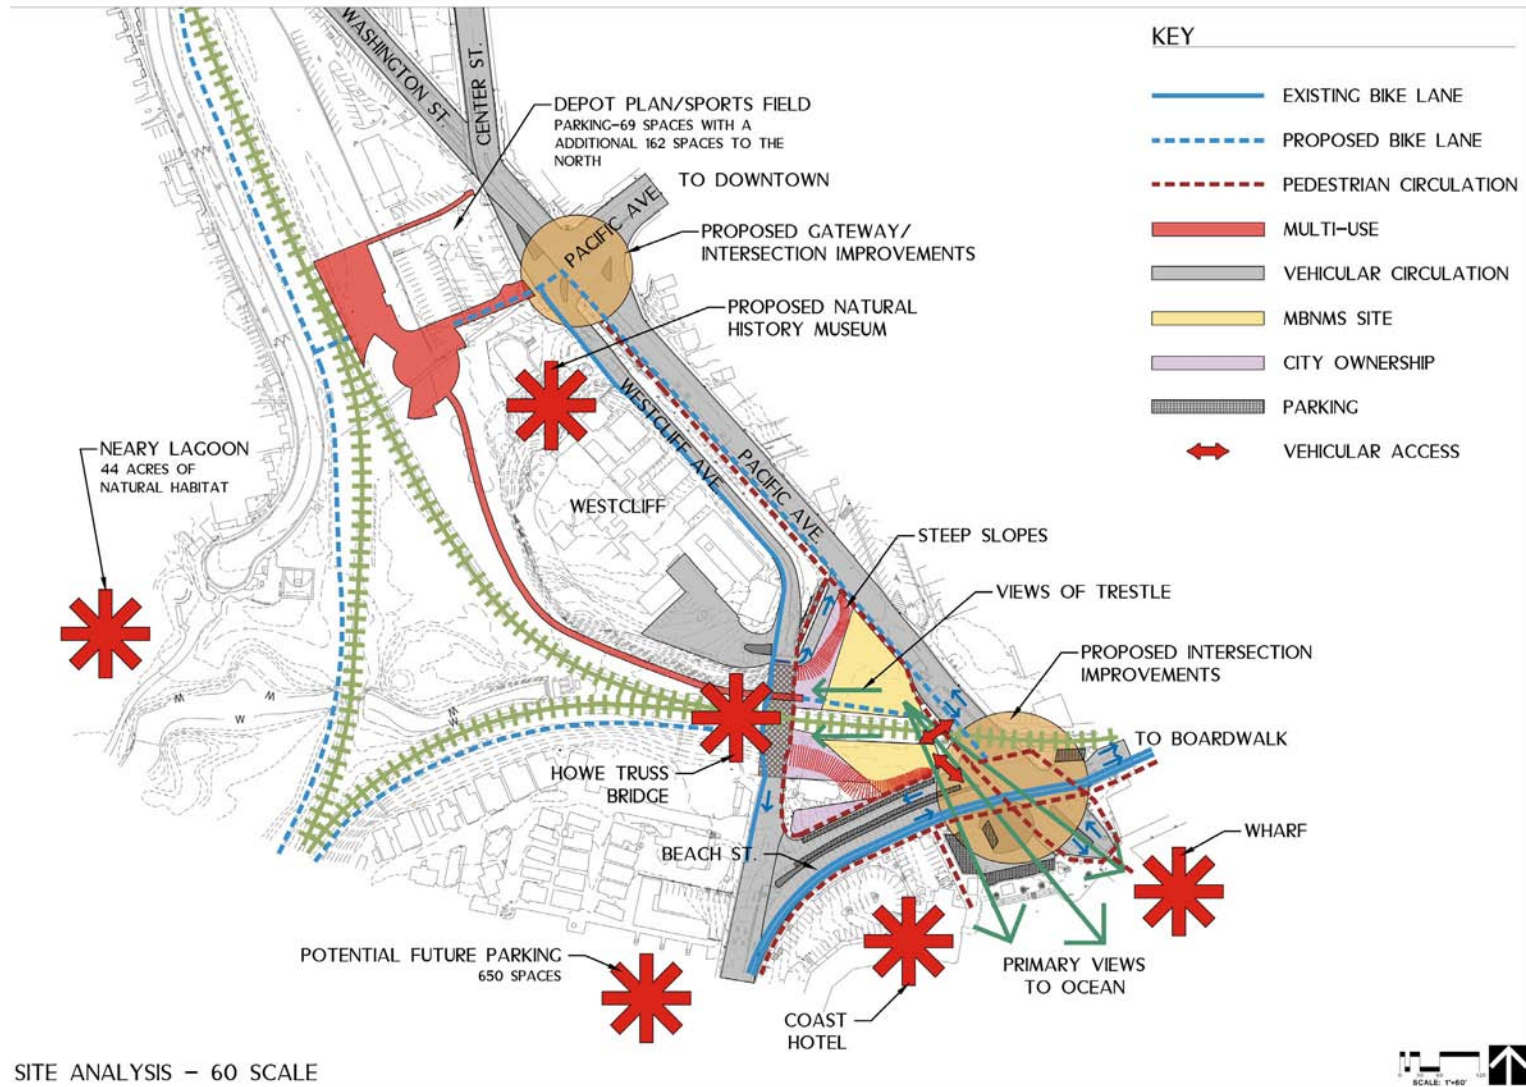 WASHINGTON ST.
CENTER ST.
DEPOT PLAN/SPORTS FIELD
PARKING-69 SPACES WITH A
ADDITIONAL 162 SPACES TO THE
NORTH
TO DOWNTOWN
PACIFIC AVE.
PROPOSED GATEWAY/
INTERSECTION IMPROVEMENTS
PROPOSED NATURAL
HISTORY MUSEUM
WESTCLIFF AVE.
PACIFIC AVE.
NEARY LAGOON
44 ACRES OF
NATURAL HABITAT
WESTCLIFF
STEEP SLOPES
VIEWS OF TRESTLE
PROPOSED INTERSECTION
IMPROVEMENTS
W
W
W
W
W
W
TO BOARDWALK
HOWE TRUSS
BRIDGE
BEACH ST.
WHARF
POTENTIAL FUTURE PARKING
650 SPACES
PRIMARY VIEWS
TO OCEAN
COAST
HOTEL
KEY
EXISTING BIKE LANE
PROPOSED BIKE LANE
PEDESTRIAN CIRCULATION
MULTI-USE
VEHICULAR CIRCULATION
MBNMS SITE
CITY OWNERSHIP
PARKING
VEHICULAR ACCESS
SITE ANALYSIS - 60 SCALE
SCALE: 1"=60'